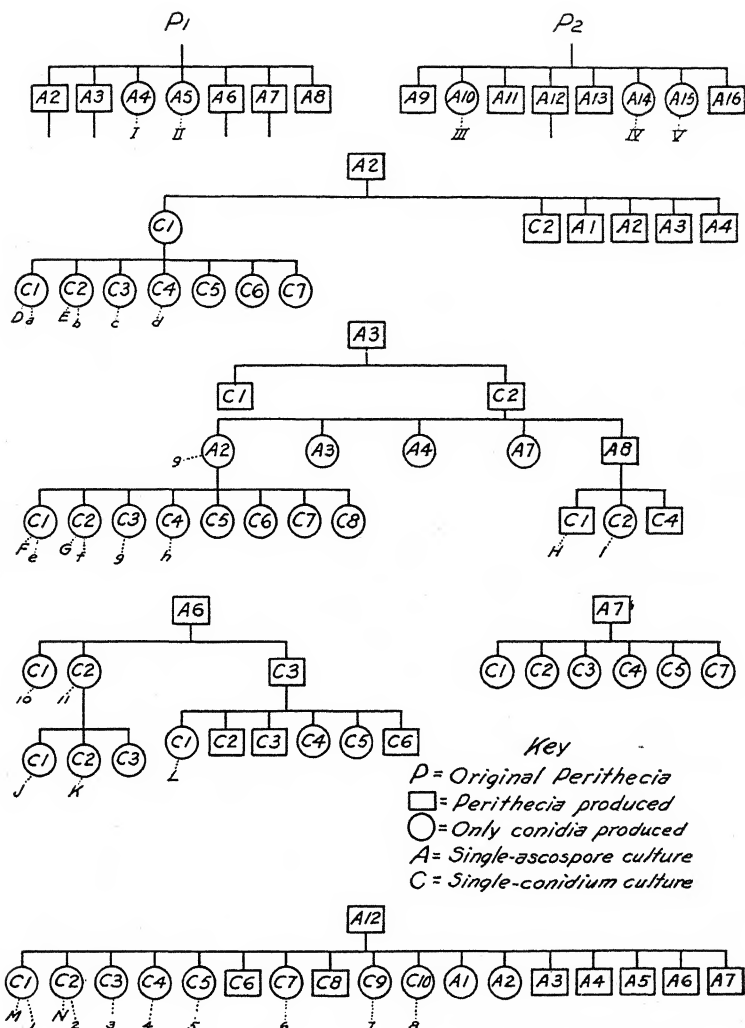 P1
P2
A2 A3 A4 A5 A6 A7 A8
A9 A10 A11 A12 A13 A14 A15 A16
I II
III IV V
A2
C1 C2 A1 A2 A3 A4
C1 C2 C3 C4 C5 C6 C7
D a E b c d
A3
C1 C2
A2 A3 A4 A7 A8
9
C1 C2 C3 C4 C5 C6 C7 C8
C1 C2 C4
F e G f g h
H I
A6
A7
C1 C2 C3
C1 C2 C3 C4 C5 C7
10 11
C1 C2 C3
C1 C2 C3 C4 C5 C6
J K
L
Key
P = Original Perithecia
= Perithecia produced
= Only conidia produced
A = Single-ascospore culture
C = Single-conidium culture
A12
C1 C2 C3 C4 C5 C6 C7 C8 C9 C10 A1 A2 A3 A4 A5 A6 A7
M 1 N 2 3 4 5 6 7 8